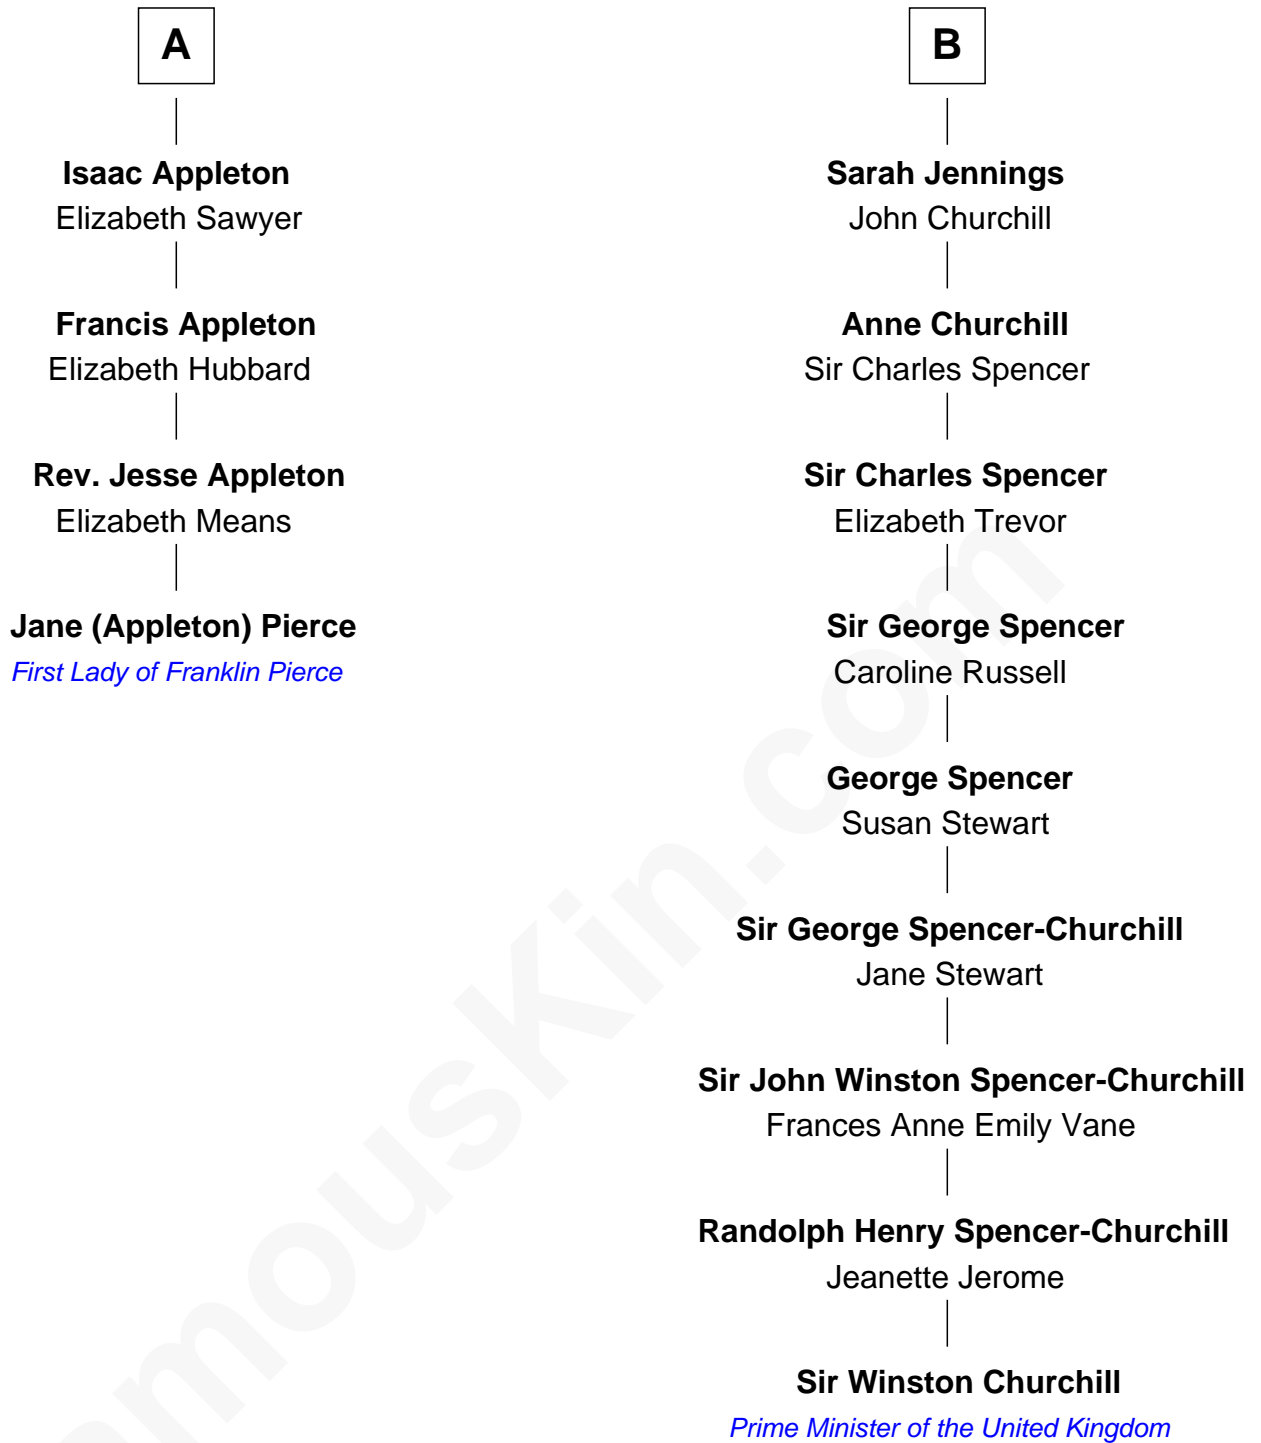 A
Isaac Appleton
Elizabeth Sawyer
Francis Appleton
Elizabeth Hubbard
Rev. Jesse Appleton
Elizabeth Means
Jane (Appleton) Pierce
First Lady of Franklin Pierce
B
Sarah Jennings
John Churchill
Anne Churchill
Sir Charles Spencer
Sir Charles Spencer
Elizabeth Trevor
Sir George Spencer
Caroline Russell
George Spencer
Susan Stewart
Sir George Spencer-Churchill
Jane Stewart
Sir John Winston Spencer-Churchill
Frances Anne Emily Vane
Randolph Henry Spencer-Churchill
Jeanette Jerome
Sir Winston Churchill
Prime Minister of the United Kingdom
amouskin.com